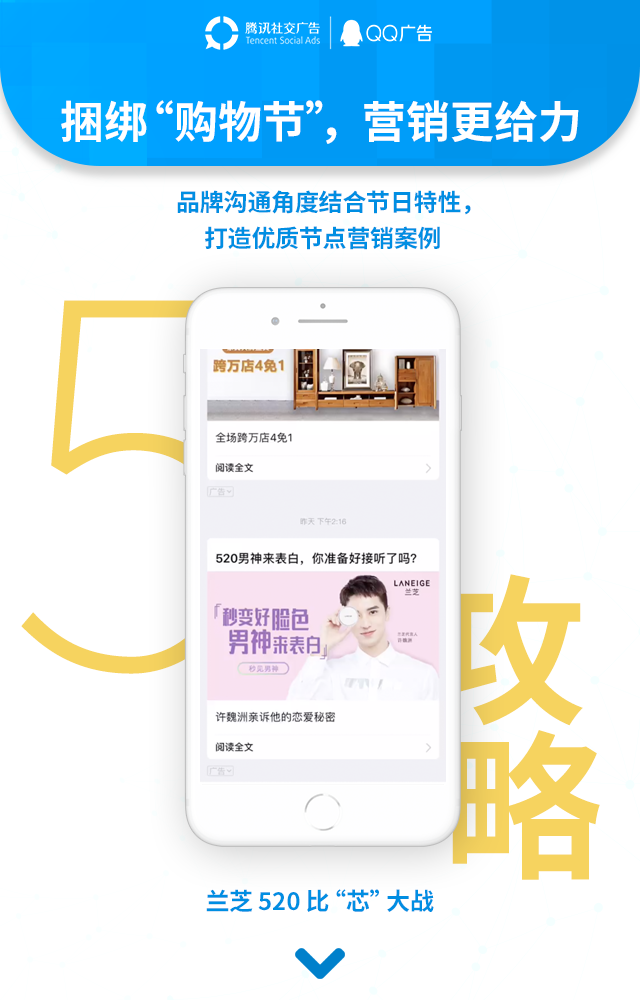 腾讯社交广告
Tencent Social Ads
QQ广告
捆绑“购物节”，营销更给力
品牌沟通角度结合节日特性，
打造优质节点营销案例
5
攻略
跨万店4免1
全场跨万店4免1
阅读全文
广告
昨天 下午2:16
520男神来表白，你准备好接听了吗?
LANEIGE
兰芝
秒变好脸色
男神来表白
秒见男神
许魏洲
许魏洲亲诉他的恋爱秘密
阅读全文
广告
兰芝 520 比“芯”大战